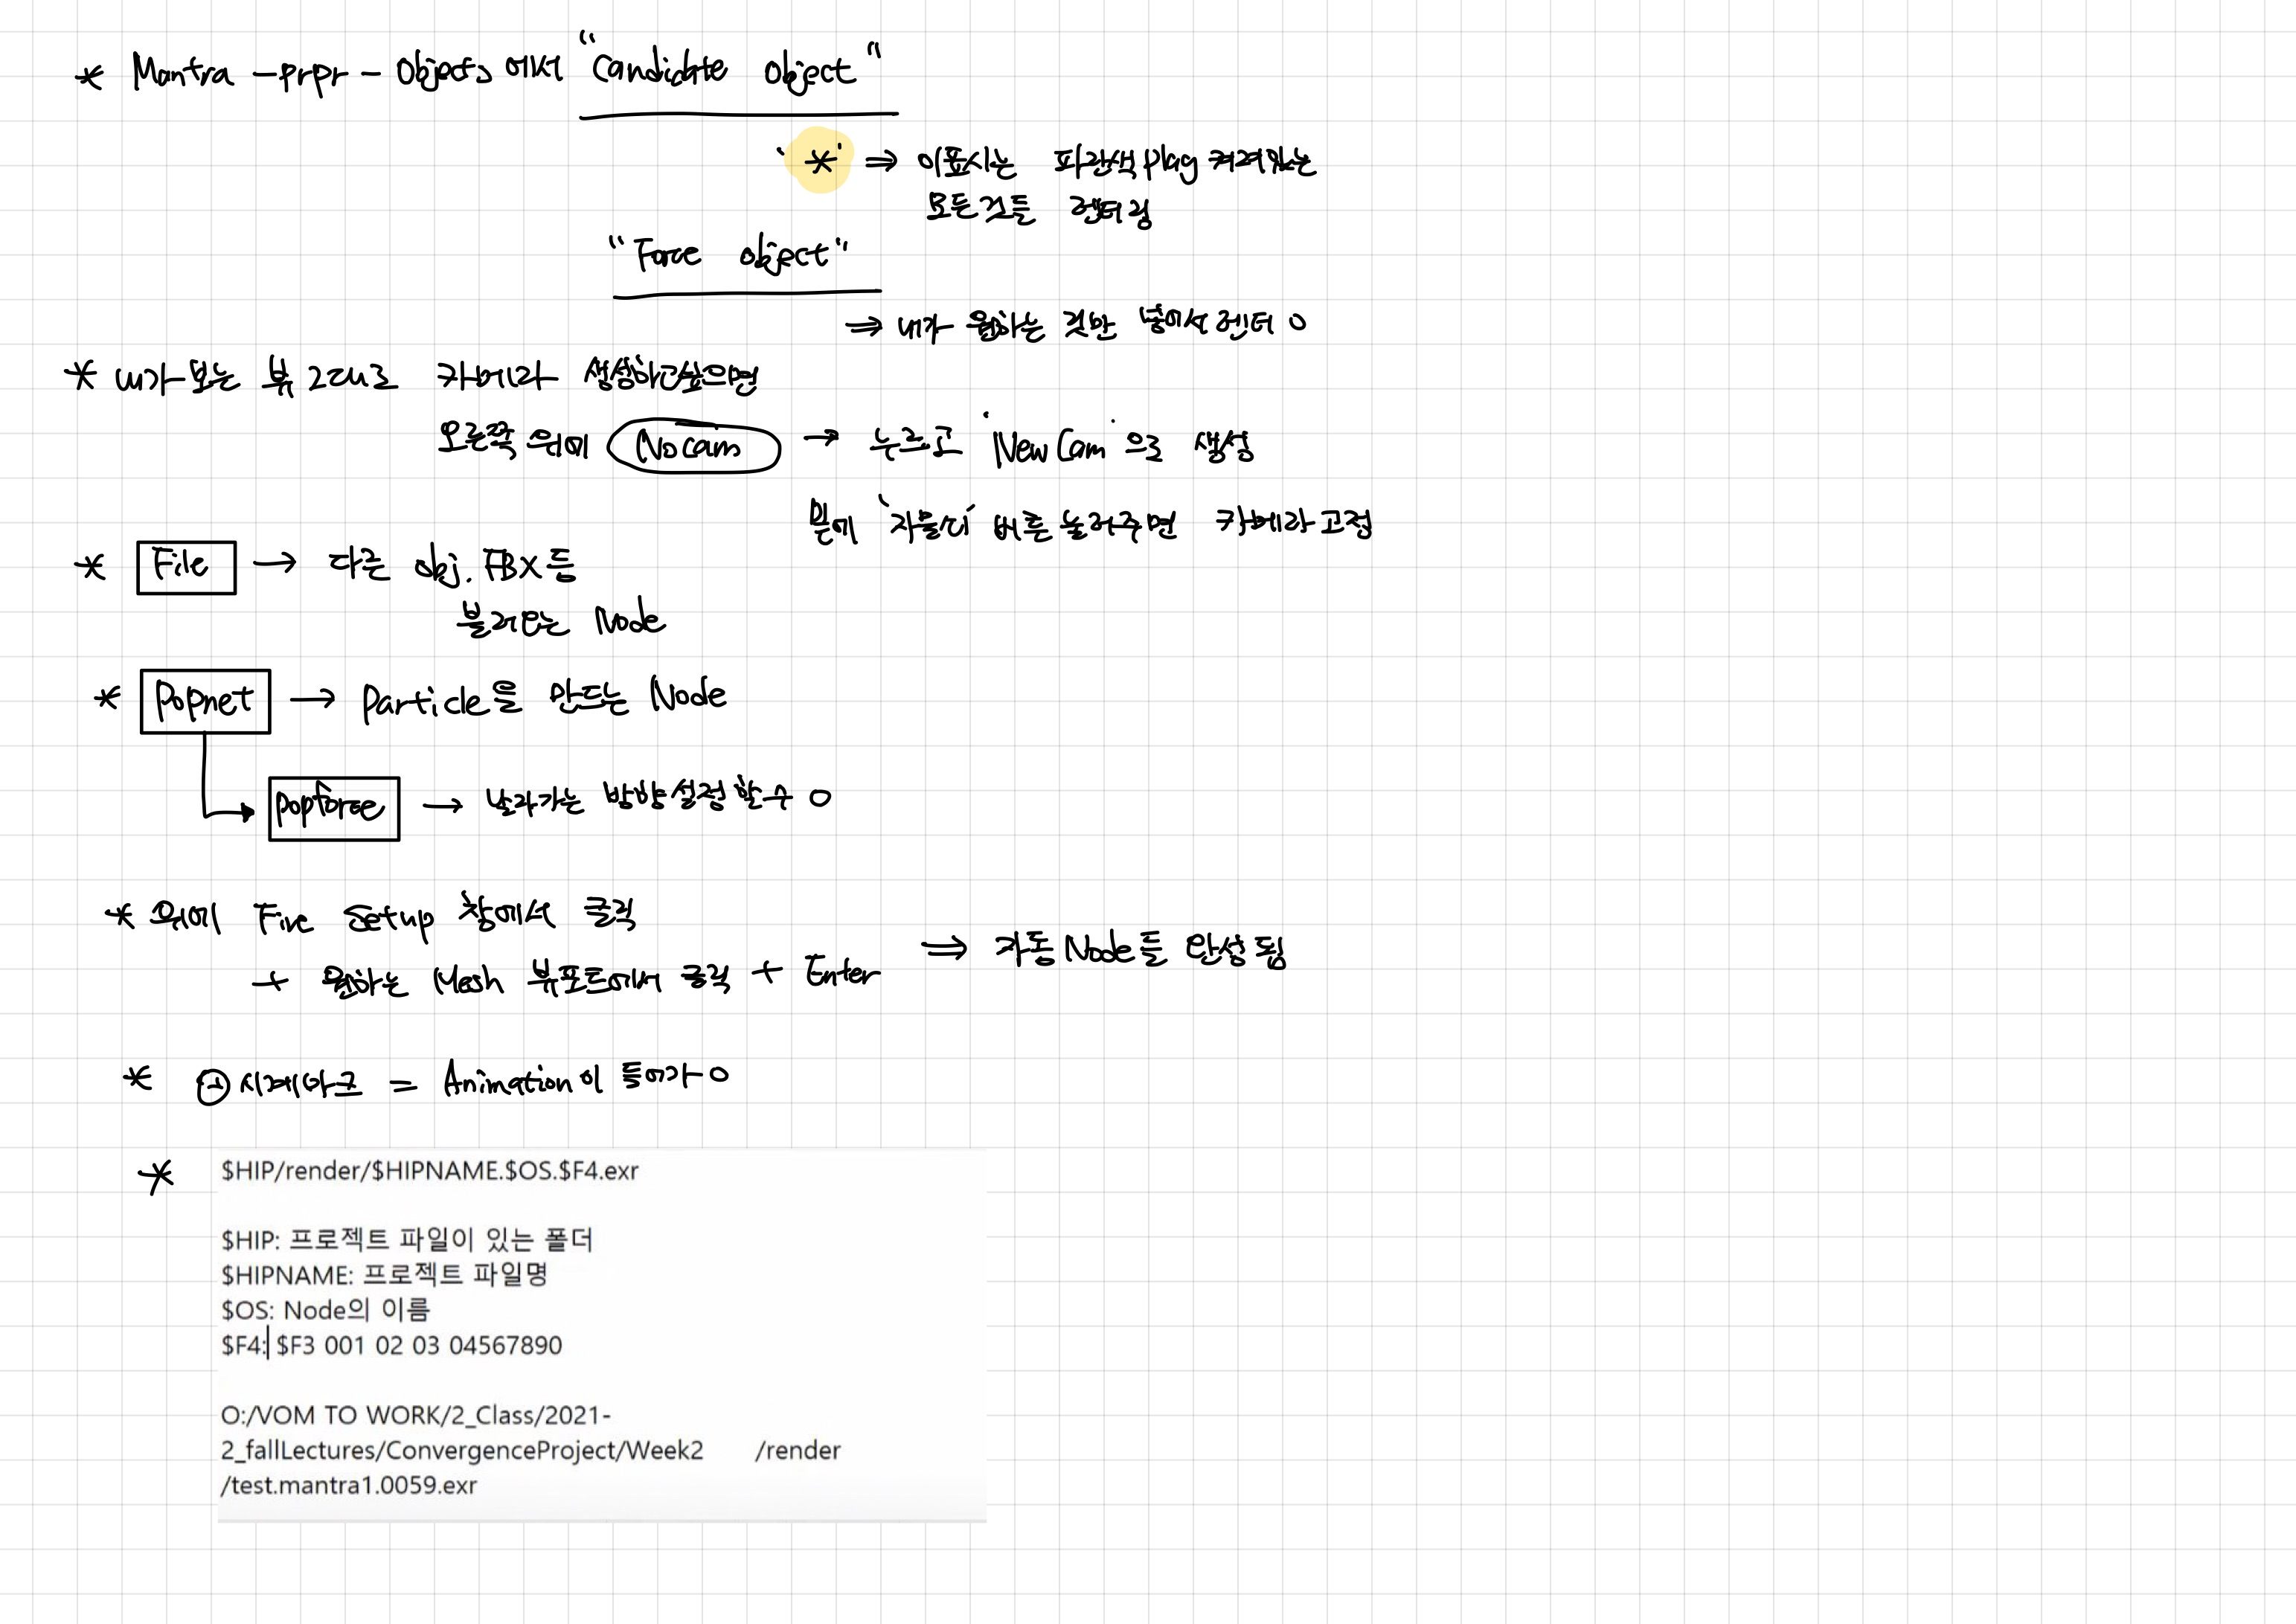 * Mantra - prpr - Objects 에서 "Candidate object"
'*' ⇒ 이표시는 파란색 plag 켜져있는
모든것들 렌더링
"Force object"
⇒ 내가 원하는 것만 넣어서 렌더 O
* 내가 보는 뷰 그대로 카메라 생성하고싶으면
오른쪽 위에 No cam → 누르고 'New Cam'으로 생성
밑에 '자물쇠' 버튼 눌러주면 카메라 고정
* File → 다른 obj. FBX 등
불러오는 Node
* Popnet → Particle을 만드는 Node
popforce → 날라가는 방향설정 할수 O
* 위에 Fire Setup 창에서 클릭
+ 원하는 Mesh 뷰포트에서 클릭 + Enter ⇒ 자동 Node들 완성됨
* 시계마크 = Animation이 들어가 O
*
$HIP/render/$HIPNAME.$OS.$F4.exr
$HIP: 프로젝트 파일이 있는 폴더
$HIPNAME: 프로젝트 파일명
$OS: Node의 이름
$F4: $F3 001 02 03 04567890
O:/VOM TO WORK/2_Class/2021-
2_fallLectures/ConvergenceProject/Week2 /render
/test.mantra1.0059.exr